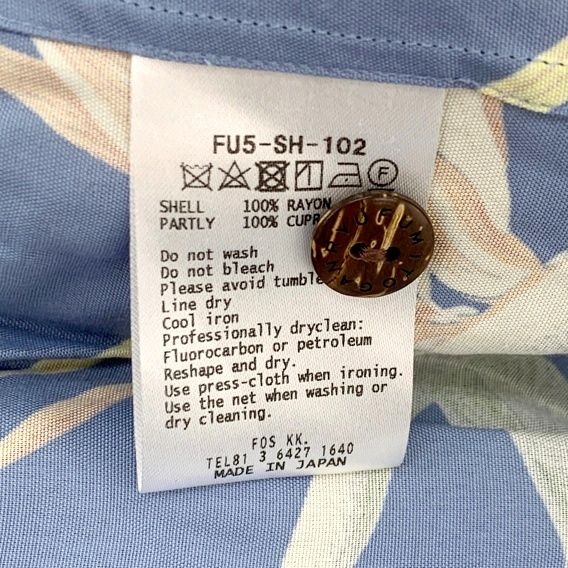 FU5-SH-102
F
SHELL 100% RAYON
PARTLY 100% CUPR
Do not wash
Do not bleach
Please avoid tumble
Line dry
Cool iron
Professionally dryclean:
Fluorocarbon or petroleum
Reshape and dry.
Use press-cloth when ironing.
Use the net when washing or
dry cleaning.
FOS KK.
TEL81 3 6427 1640
MADE IN JAPAN
FUMITO GANRYU